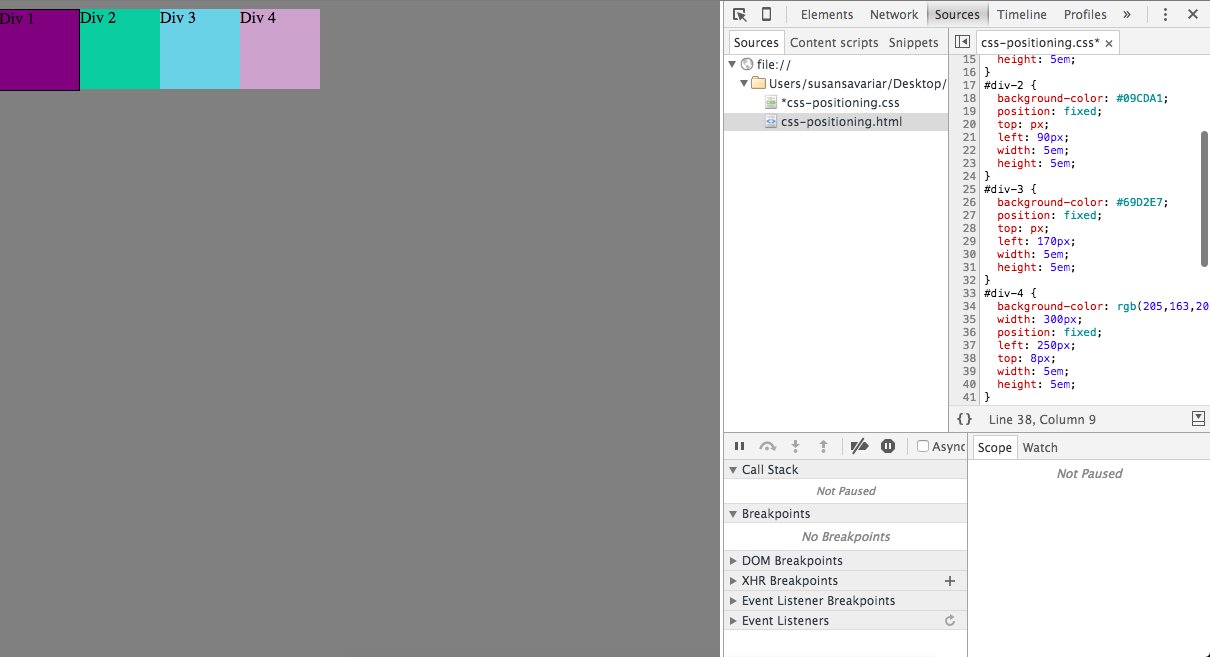 Div 1 Div 2 Div 3 Div 4
Elements Network Sources Timeline Profiles »
Sources Content scripts Snippets
css-positioning.css* ×
file://
Users/susansavariar/Desktop/
*css-positioning.css
css-positioning.html
15 height: 5em;
16 }
17 #div-2 {
18 background-color: #09CDA1;
19 position: fixed;
20 top: px;
21 left: 90px;
22 width: 5em;
23 height: 5em;
24 }
25 #div-3 {
26 background-color: #69D2E7;
27 position: fixed;
28 top: px;
29 left: 170px;
30 width: 5em;
31 height: 5em;
32 }
33 #div-4 {
34 background-color: rgb(205,163,20
35 width: 300px;
36 position: fixed;
37 left: 250px;
38 top: 8px;
39 width: 5em;
40 height: 5em;
41 }
{} Line 38, Column 9
Async
Scope Watch
Call Stack
Not Paused
Not Paused
Breakpoints
No Breakpoints
DOM Breakpoints
XHR Breakpoints +
Event Listener Breakpoints
Event Listeners